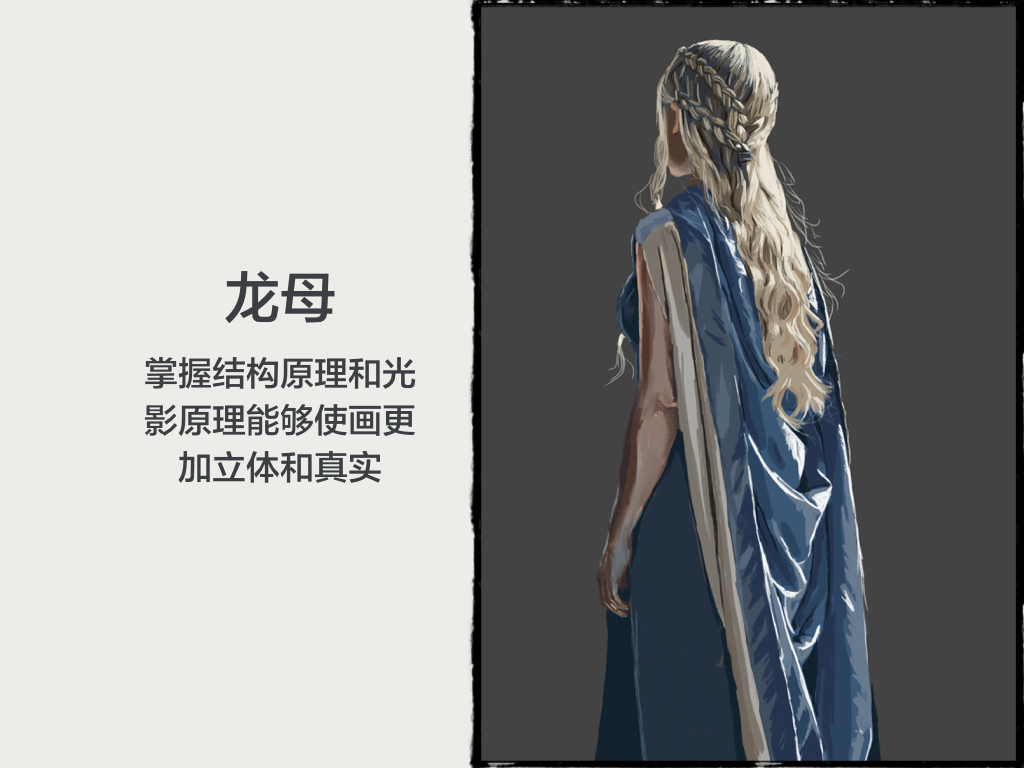 龙母
掌握结构原理和光
影原理能够使画更
加立体和真实